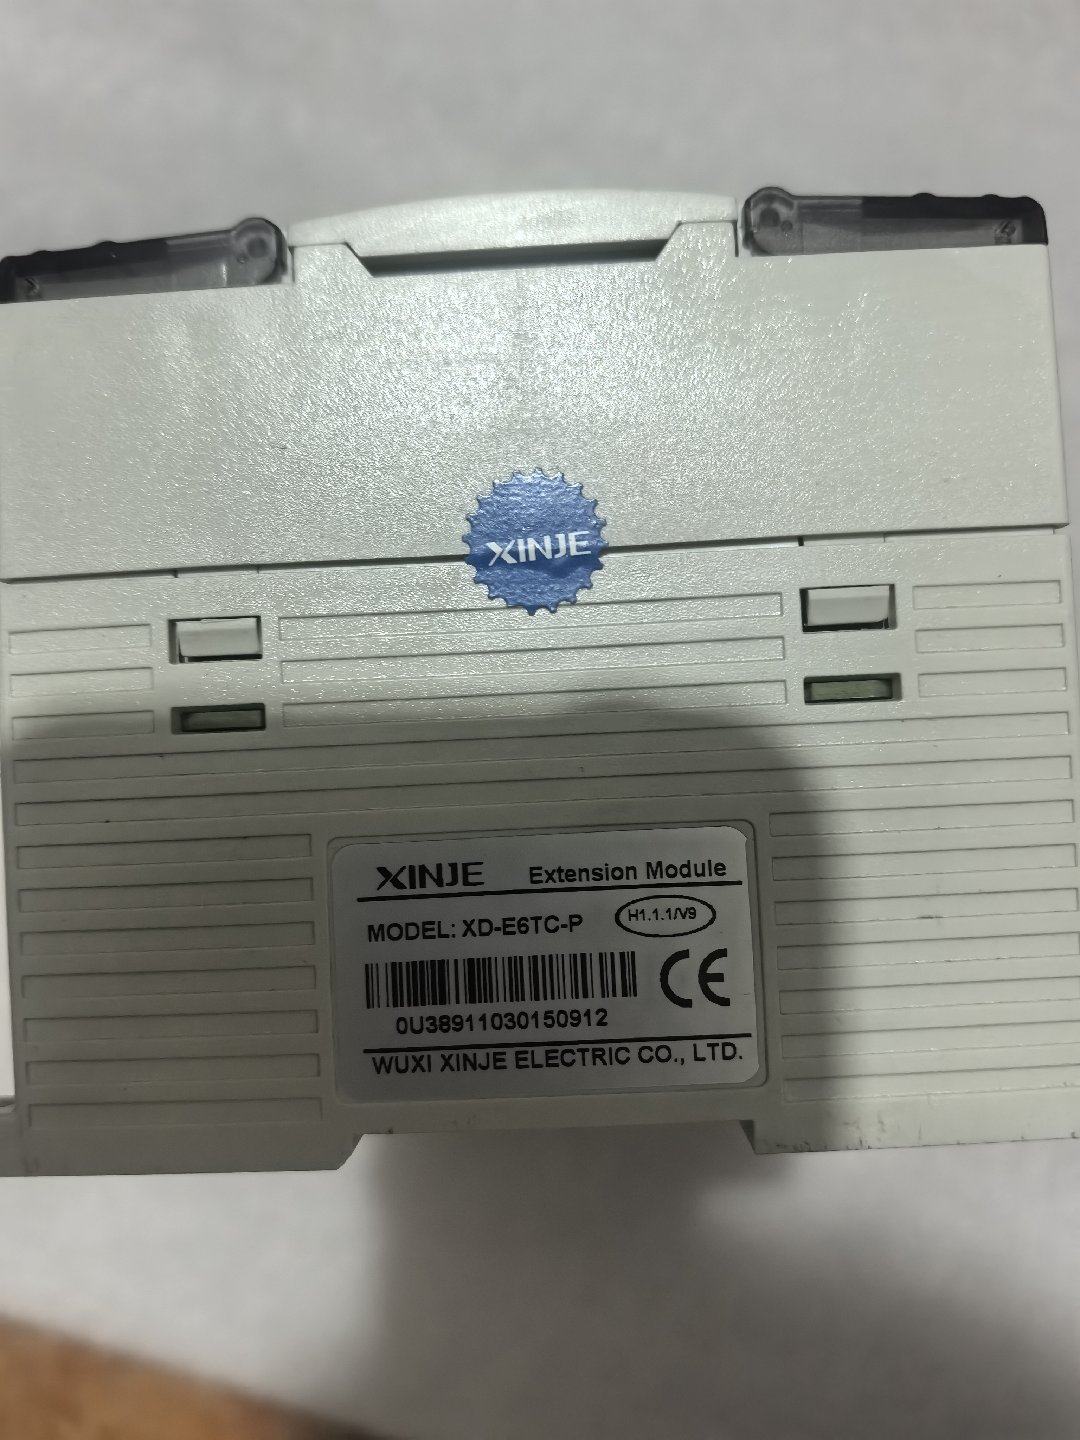 XINJE
XINJE Extension Module
MODEL: XD-E6TC-P H1.1.1/V9
CE
0U38911030150912
WUXI XINJE ELECTRIC CO., LTD.